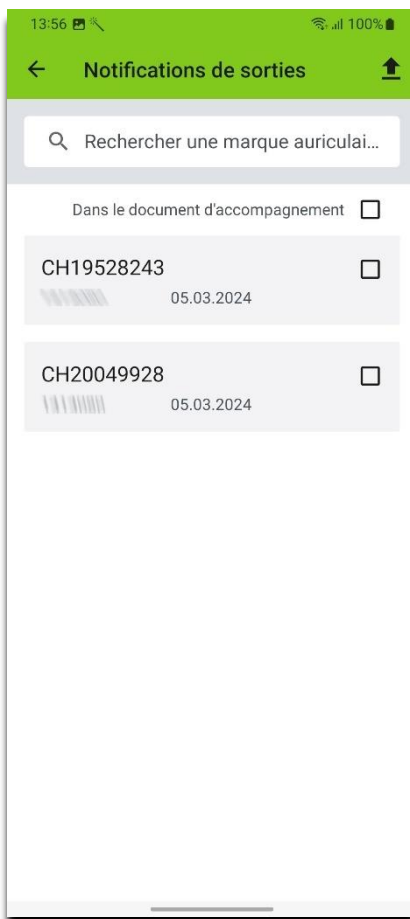 13:56 100%
Notifications de sorties
Rechercher une marque auriculai...
Dans le document d'accompagnement
CH19528243
05.03.2024
CH20049928
05.03.2024